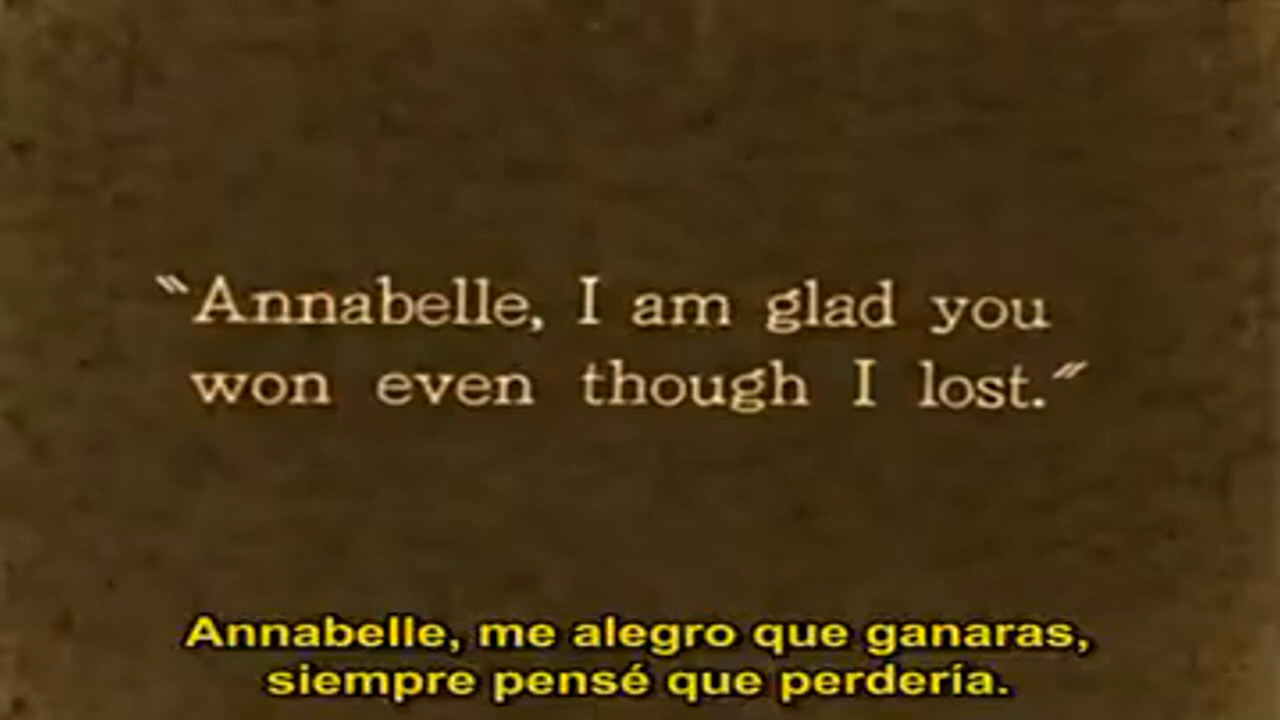 "Annabelle, I am glad you
won even though I lost."
Annabelle, me alegro que ganaras,
siempre pensé que perdería.